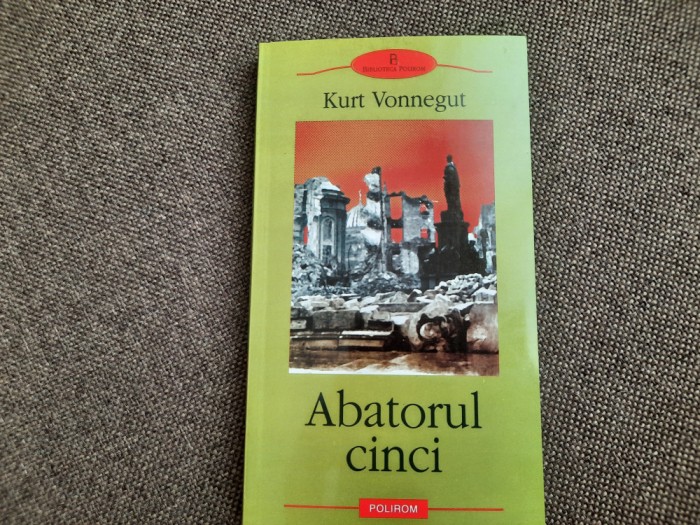 BIBLIOTECA POLIROM
Kurt Vonnegut
Abatorul
cinci
POLIROM